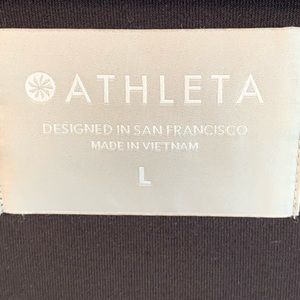 ATHLETA
DESIGNED IN SAN FRANCISCO
MADE IN VIETNAM
L